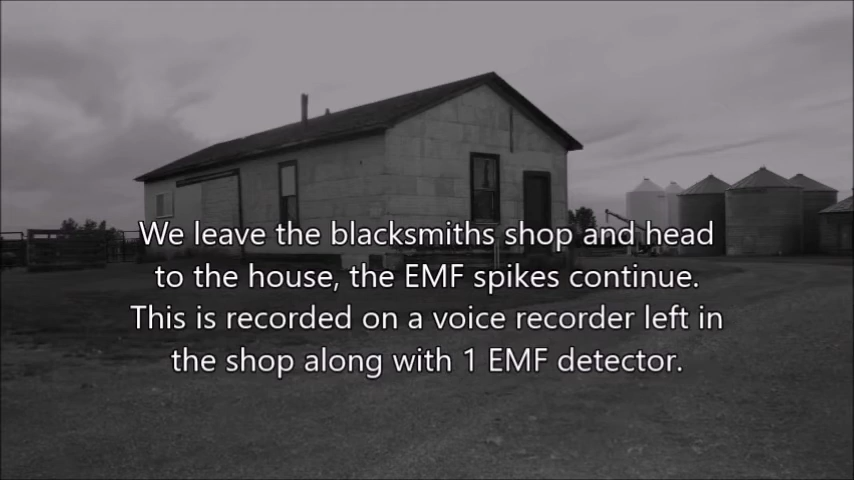 We leave the blacksmiths shop and head
to the house, the EMF spikes continue.
This is recorded on a voice recorder left in
the shop along with 1 EMF detector.